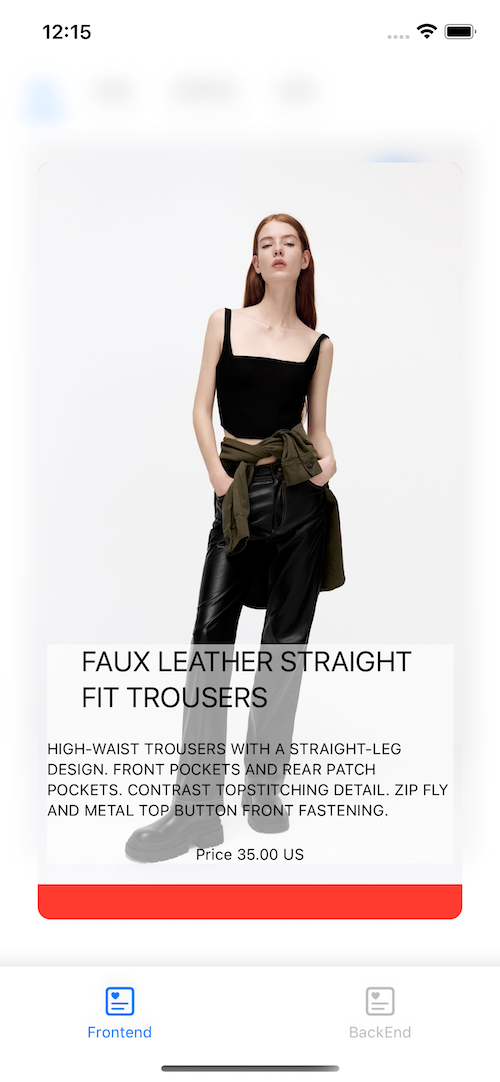 12:15
FAUX LEATHER STRAIGHT
FIT TROUSERS
HIGH-WAIST TROUSERS WITH A STRAIGHT-LEG
DESIGN. FRONT POCKETS AND REAR PATCH
POCKETS. CONTRAST TOPSTITCHING DETAIL. ZIP FLY
AND METAL TOP BUTTON FRONT FASTENING.
Price 35.00 US
Frontend
BackEnd